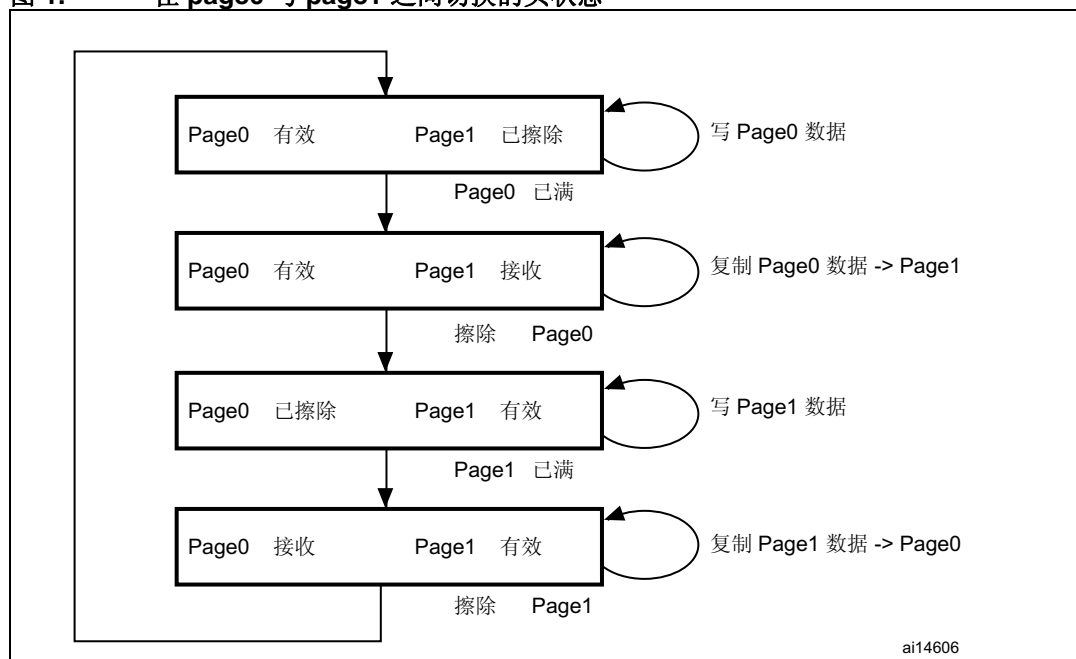 Page0 有效 Page1 已擦除
写 Page0 数据
Page0 已满
Page0 有效 Page1 接收
复制 Page0 数据 -> Page1
擦除 Page0
Page0 已擦除 Page1 有效
写 Page1 数据
Page1 已满
Page0 接收 Page1 有效
复制 Page1 数据 -> Page0
擦除 Page1
ai14606